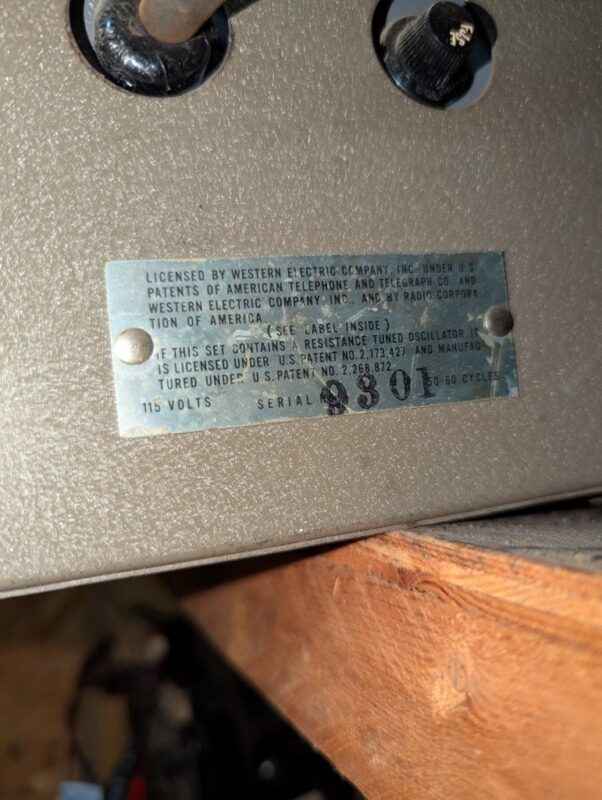 Fuse
LICENSED BY WESTERN ELECTRIC COMPANY, INC. UNDER U.S.
PATENTS OF AMERICAN TELEPHONE AND TELEGRAPH CO. AND
WESTERN ELECTRIC COMPANY, INC., AND BY RADIO CORPORA
TION OF AMERICA
(SEE LABEL INSIDE)
IF THIS SET CONTAINS A RESISTANCE TUNED OSCILLATOR IT
IS LICENSED UNDER U.S. PATENT NO. 2,173,427 AND MANUFAC
TURED UNDER U.S. PATENT NO. 2,268,872
115 VOLTS SERIAL 9301 50-60 CYCLES